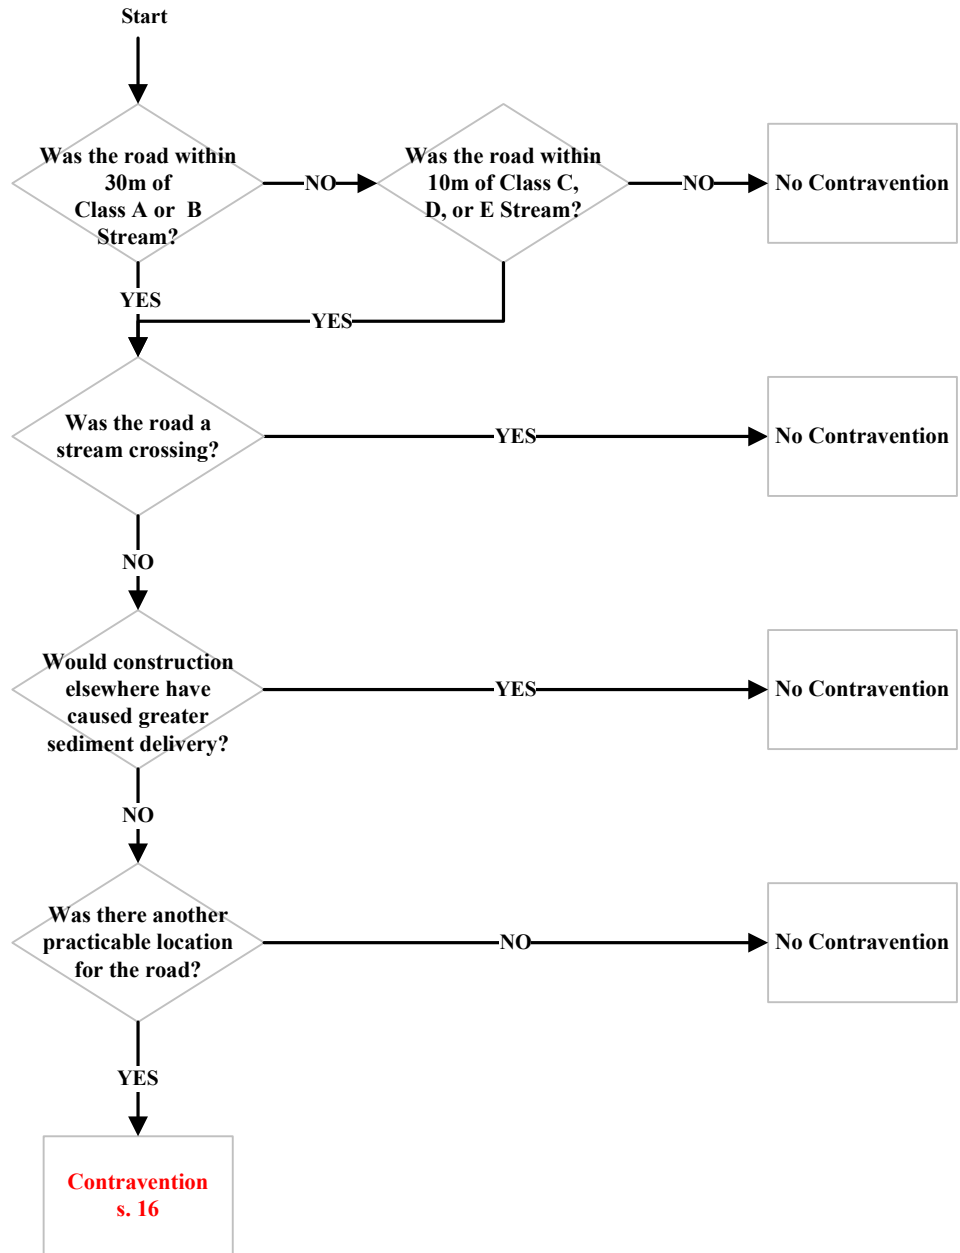 Start
Was the road within
30m of
Class A or B
Stream?
NO
Was the road within
10m of Class C,
D, or E Stream?
NO
No Contravention
YES
YES
Was the road a
stream crossing?
YES
No Contravention
NO
Would construction
elsewhere have
caused greater
sediment delivery?
YES
No Contravention
NO
Was there another
practicable location
for the road?
NO
No Contravention
YES
Contravention
s. 16